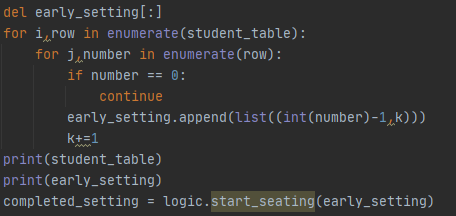 del early_setting[:]
for i,row in enumerate(student_table):
    for j,number in enumerate(row):
        if number == 0:
            continue
        early_setting.append(list((int(number)-1,k)))
        k+=1
print(student_table)
print(early_setting)
completed_setting = logic.start_seating(early_setting)